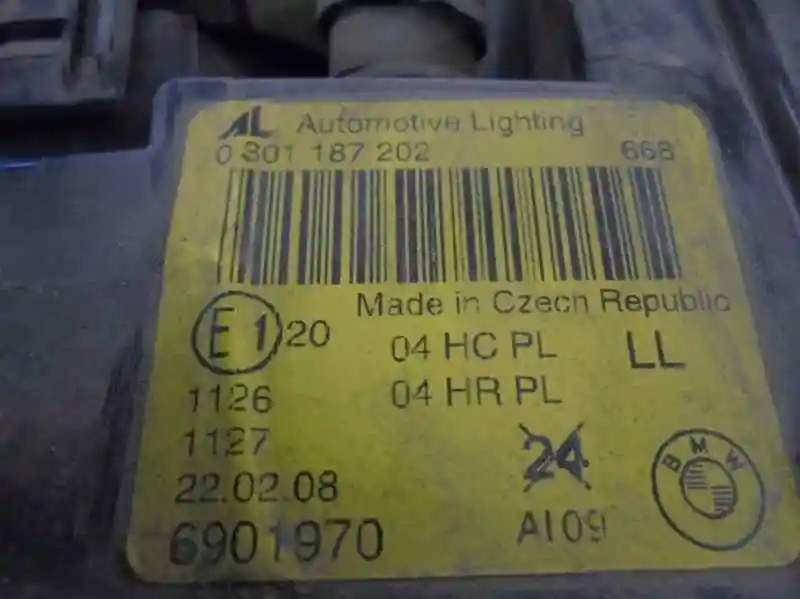 AL Automotive Lighting
0 301 187 202 668
Made in Czech Republic
E1 20 04 HC PL LL
1126 04 HR PL
1127 24
22.02.08 BMW
6901970 AI09